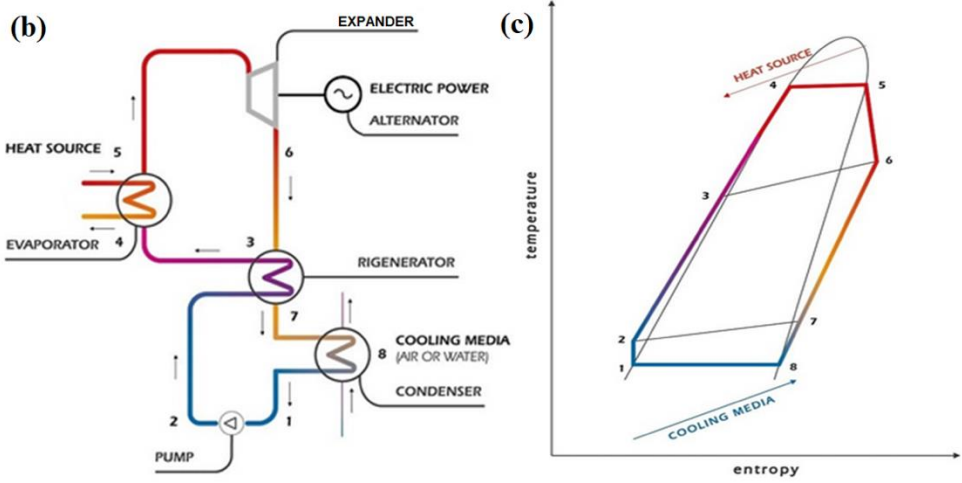 (b)
EXPANDER
ELECTRIC POWER
ALTERNATOR
HEAT SOURCE 5
6
EVAPORATOR 4
3
RIGENERATOR
7
8 COOLING MEDIA
(AIR OR WATER)
CONDENSER
2
1
PUMP
(c)
HEAT SOURCE
4
5
6
3
temperature
7
2
1
8
COOLING MEDIA
entropy